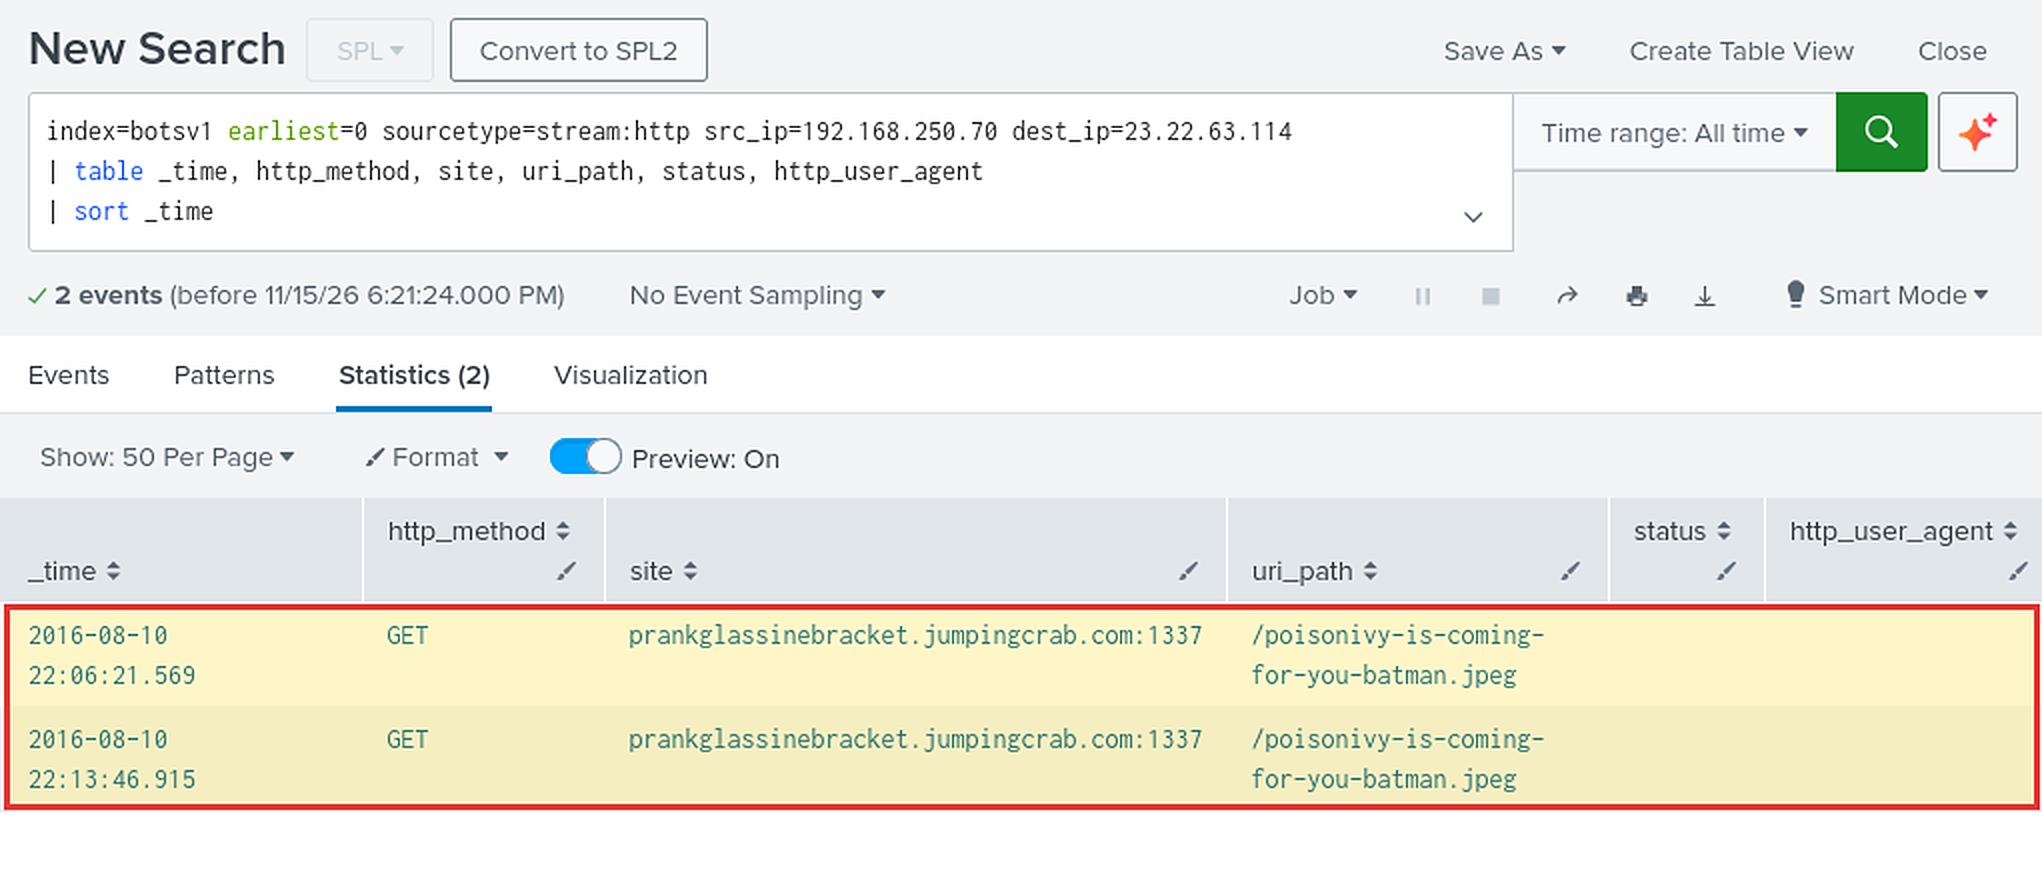 New Search SPL Convert to SPL2 Save As Create Table View Close
index=botsv1 earliest=0 sourcetype=stream:http src_ip=192.168.250.70 dest_ip=23.22.63.114
Time range: All time
| table _time, http_method, site, uri_path, status, http_user_agent
| sort _time
2 events (before 11/15/26 6:21:24.000 PM) No Event Sampling Job Smart Mode
Events Patterns Statistics (2) Visualization
Show: 50 Per Page Format Preview: On
_time http_method site uri_path status http_user_agent
2016-08-10 GET prankglassinebracket.jumpingcrab.com:1337 /poisonivy-is-coming-
22:06:21.569 for-you-batman.jpeg
2016-08-10 GET prankglassinebracket.jumpingcrab.com:1337 /poisonivy-is-coming-
22:13:46.915 for-you-batman.jpeg